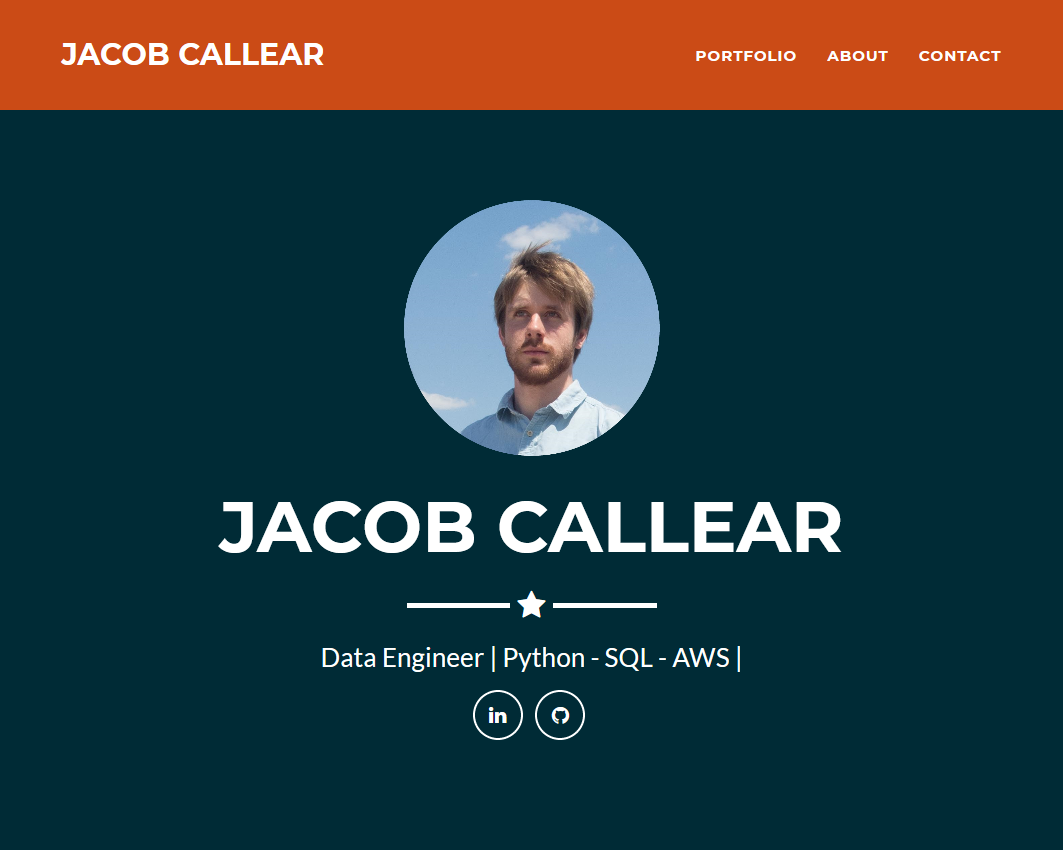 JACOB CALLEAR
PORTFOLIO ABOUT CONTACT
JACOB CALLEAR
Data Engineer | Python - SQL - AWS |
in